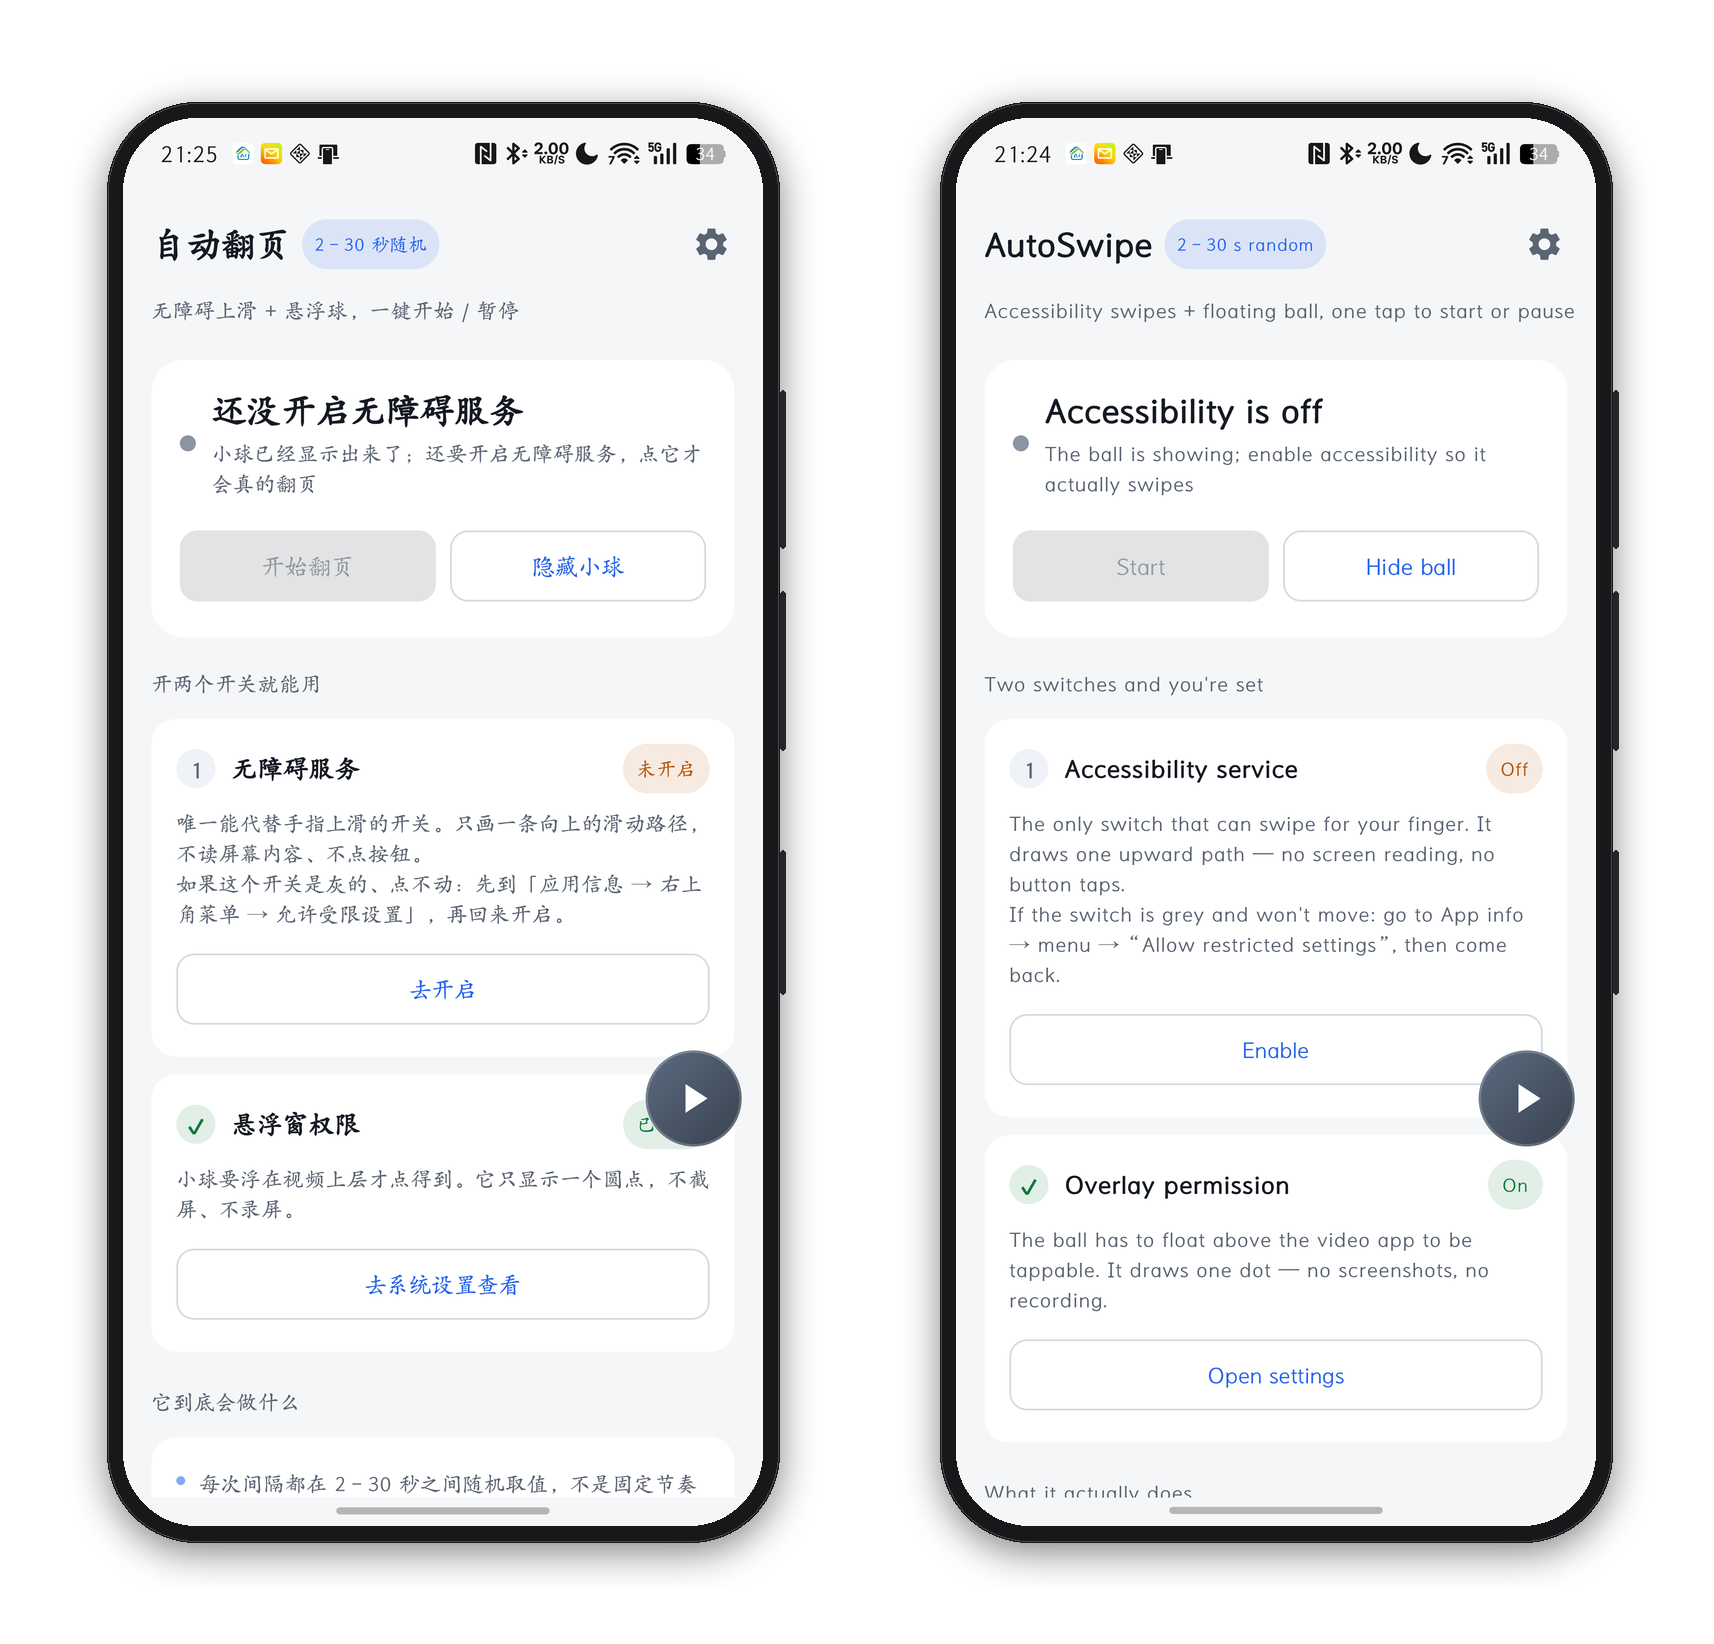 21:25
2.00
KB/S
7
5G
34
自动翻页
2 – 30 秒随机
无障碍上滑 + 悬浮球，一键开始 / 暂停
还没开启无障碍服务
小球已经显示出来了；还要开启无障碍服务，点它才
会真的翻页
开始翻页
隐藏小球
开两个开关就能用
1
无障碍服务
未开启
唯一能代替手指上滑的开关。只画一条向上的滑动路径，
不读屏幕内容、不点按钮。
如果这个开关是灰的、点不动：先到「应用信息 → 右上
角菜单 → 允许受限设置」，再回来开启。
去开启
悬浮窗权限
已
小球要浮在视频上层才点得到。它只显示一个圆点，不截
屏、不录屏。
去系统设置查看
它到底会做什么
每次间隔都在 2 – 30 秒之间随机取值，不是固定节奏
21:24
2.00
KB/S
7
5G
34
AutoSwipe
2 – 30 s random
Accessibility swipes + floating ball, one tap to start or pause
Accessibility is off
The ball is showing; enable accessibility so it
actually swipes
Start
Hide ball
Two switches and you're set
1
Accessibility service
Off
The only switch that can swipe for your finger. It
draws one upward path — no screen reading, no
button taps.
If the switch is grey and won't move: go to App info
→ menu → “Allow restricted settings”, then come
back.
Enable
Overlay permission
On
The ball has to float above the video app to be
tappable. It draws one dot — no screenshots, no
recording.
Open settings
What it actually does